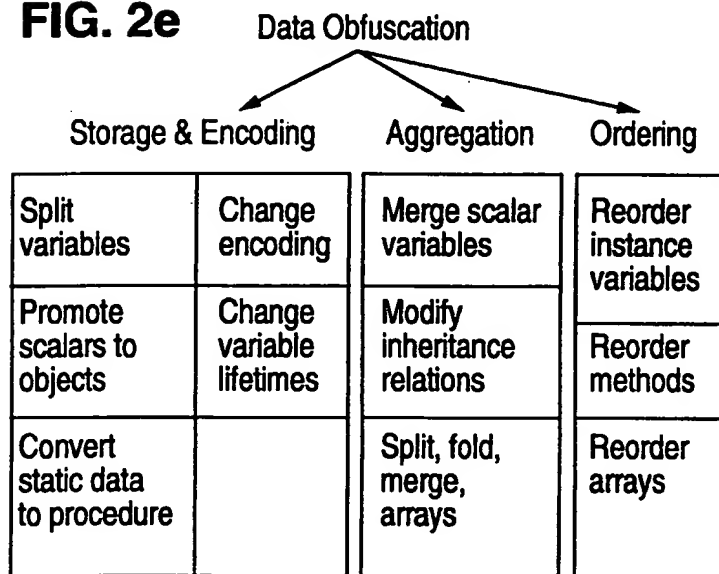 FIG. 2e
Data Obfuscation
Storage & Encoding
Aggregation
Ordering
Split
variables
Change
encoding
Merge scalar
variables
Reorder
instance
variables
Promote
scalars to
objects
Change
variable
lifetimes
Modify
inheritance
relations
Reorder
methods
Convert
static data
to procedure
Split, fold,
merge,
arrays
Reorder
arrays